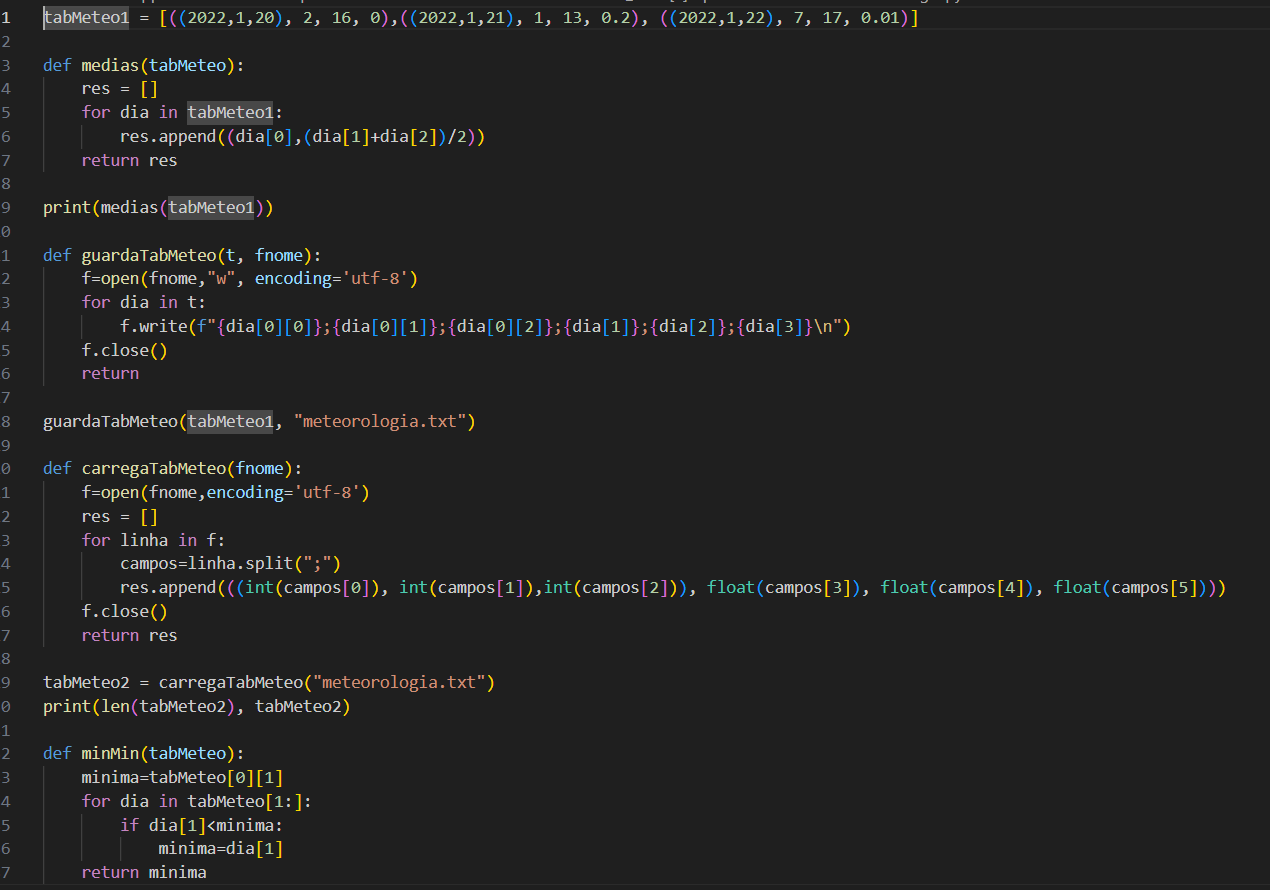 1 tabMeteo1 = [((2022,1,20), 2, 16, 0),((2022,1,21), 1, 13, 0.2), ((2022,1,22), 7, 17, 0.01)]
2
3 def medias(tabMeteo):
4     res = []
5     for dia in tabMeteo1:
6         res.append((dia[0],(dia[1]+dia[2])/2))
7     return res
8
9 print(medias(tabMeteo1))
0
1 def guardaTabMeteo(t, fnome):
2     f=open(fnome,"w", encoding='utf-8')
3     for dia in t:
4         f.write(f"{dia[0][0]};{dia[0][1]};{dia[0][2]};{dia[1]};{dia[2]};{dia[3]}\n")
5     f.close()
6     return
7
8 guardaTabMeteo(tabMeteo1, "meteorologia.txt")
9
0 def carregaTabMeteo(fnome):
1     f=open(fnome,encoding='utf-8')
2     res = []
3     for linha in f:
4         campos=linha.split(";")
5         res.append(((int(campos[0]), int(campos[1]),int(campos[2])), float(campos[3]), float(campos[4]), float(campos[5])))
6     f.close()
7     return res
8
9 tabMeteo2 = carregaTabMeteo("meteorologia.txt")
0 print(len(tabMeteo2), tabMeteo2)
1
2 def minMin(tabMeteo):
3     minima=tabMeteo[0][1]
4     for dia in tabMeteo[1:]:
5         if dia[1]<minima:
6             minima=dia[1]
7     return minima